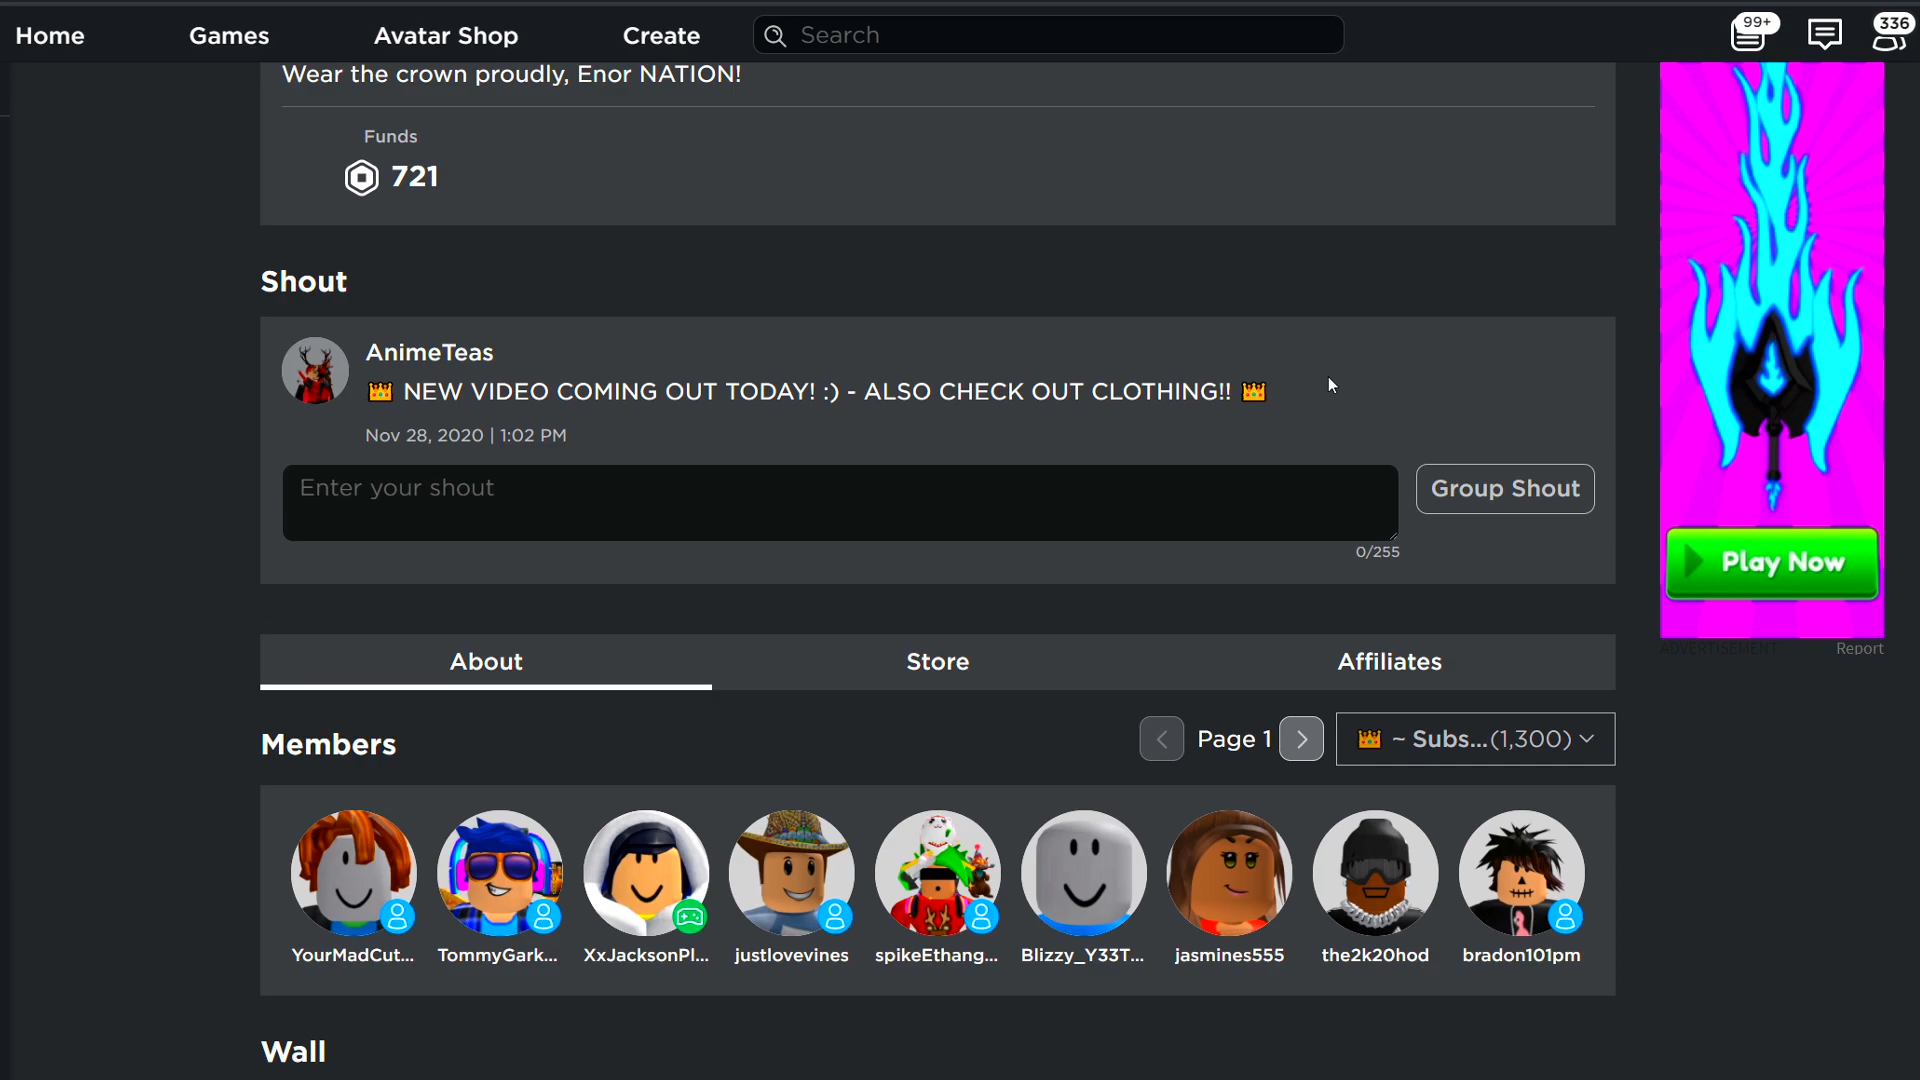 Home Games Avatar Shop Create Search 99+ 336
Wear the crown proudly, Enor NATION!
Funds
721
Shout
AnimeTeas
👑 NEW VIDEO COMING OUT TODAY! :) - ALSO CHECK OUT CLOTHING!! 👑
Nov 28, 2020 | 1:02 PM
Enter your shout
Group Shout
0/255
Play Now
ADVERTISEMENT Report
About Store Affiliates
Members Page 1 👑 ~ Subs...(1,300)
YourMadCut... TommyGark... XxJacksonPl... justlovevines spikeEthang... Blizzy_Y33T... jasmines555 the2k20hod bradon101pm
Wall